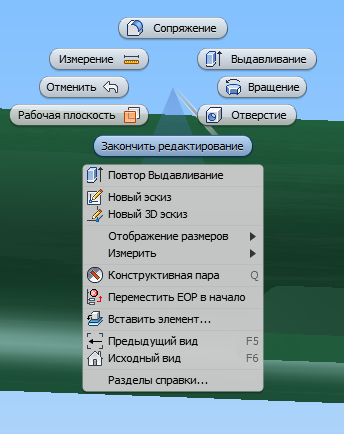 Сопряжение
Измерение
Выдавливание
Отменить
Вращение
Рабочая плоскость
Отверстие
Закончить редактирование
Повтор Выдавливание
Новый эскиз
Новый 3D эскиз
Отображение размеров
Измерить
Конструктивная пара Q
Переместить EOP в начало
Вставить элемент...
Предыдущий вид F5
Исходный вид F6
Разделы справки...